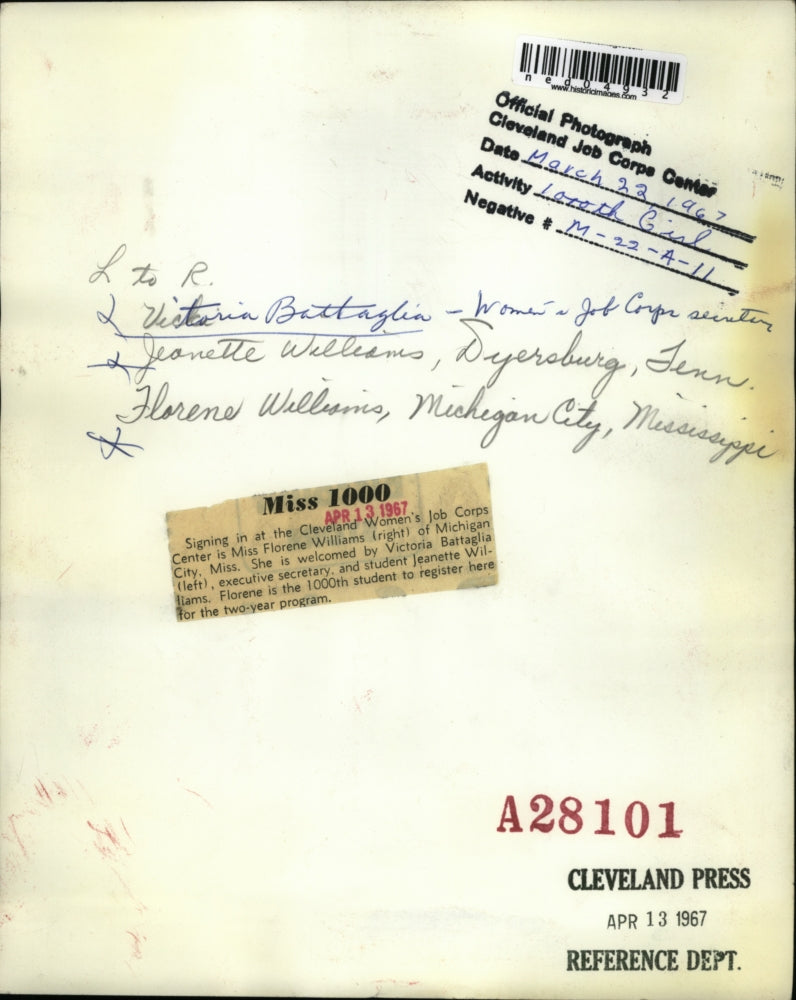 ned04932
www.historicimages.com
Official Photograph
Cleveland Job Corps Center
Date March 22, 1967
Activity 1000th Girl
Negative # M-22-A-11
L to R.
Victoria Battaglia - Women's Job Corps secretary
Jeanette Williams, Dyersburg, Tenn.
Florene Williams, Michigan City, Mississippi
Miss 1000
APR 13 1967
Signing in at the Cleveland Women's Job Corps
Center is Miss Florene Williams (right) of Michigan
City, Miss. She is welcomed by Victoria Battaglia
(left), executive secretary, and student Jeanette Wil-
liams. Florene is the 1000th student to register here
for the two-year program.
A28101
CLEVELAND PRESS
APR 13 1967
REFERENCE DEPT.